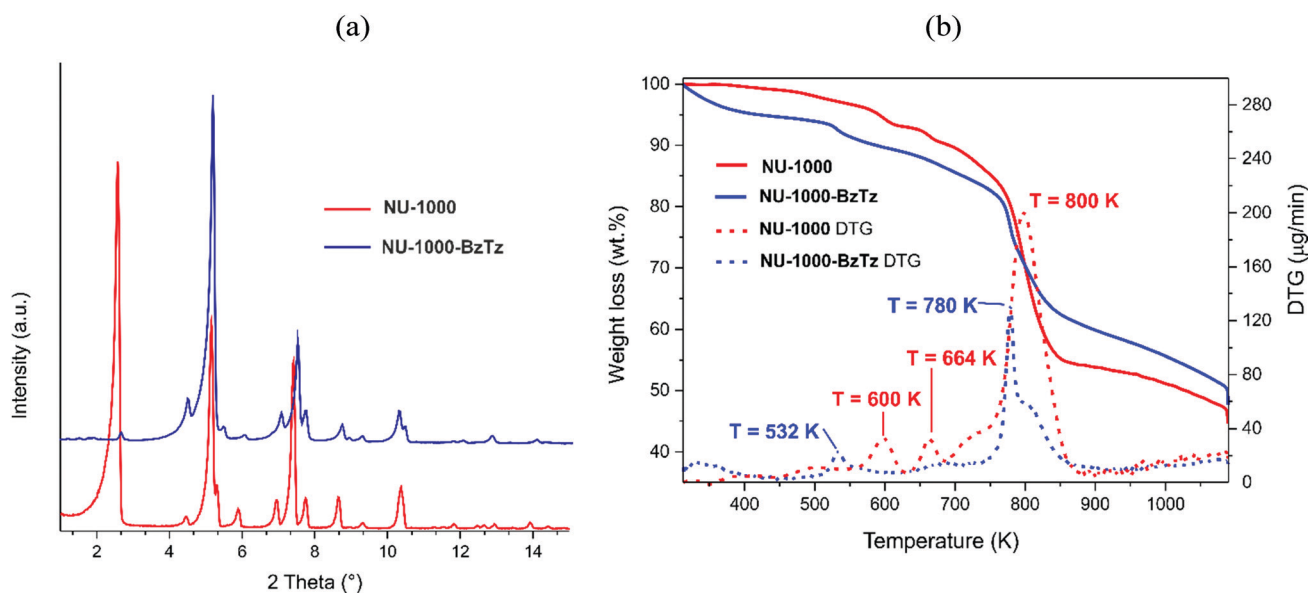 (a)
Intensity (a.u.)
NU-1000
NU-1000-BzTz
2 4 6 8 10 12 14
2 Theta (°)
(b)
Weight loss (wt.%)
100
90
80
70
60
50
40
NU-1000
NU-1000-BzTz
NU-1000 DTG
NU-1000-BzTz DTG
T = 800 K
T = 780 K
T = 664 K
T = 600 K
T = 532 K
280
240
200
160
120
80
40
0
DTG (µg/min)
400 500 600 700 800 900 1000
Temperature (K)